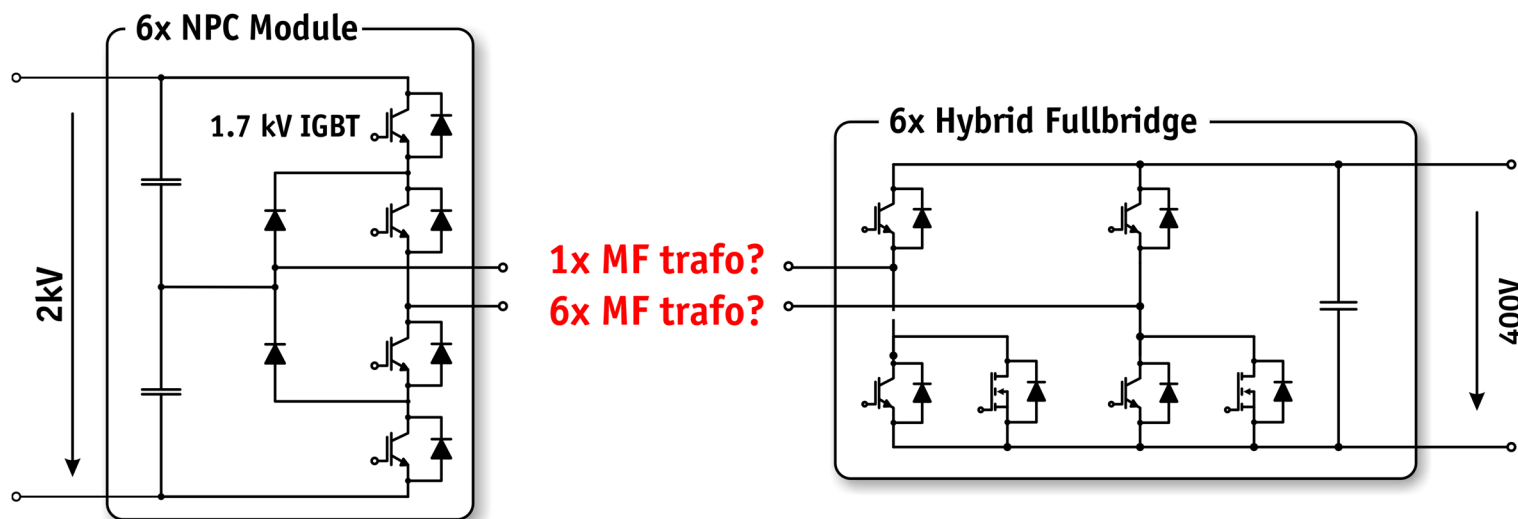 6x NPC Module
1.7 kV IGBT
2kV
1x MF trafo?
6x MF trafo?
6x Hybrid Fullbridge
400V